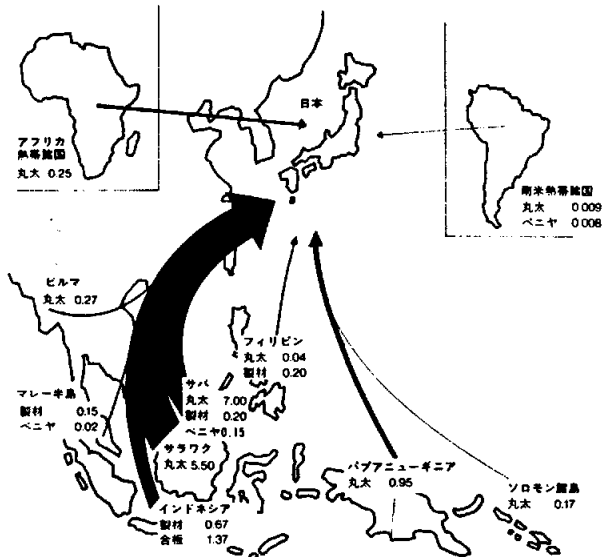 日本
アフリカ
熱帯諸国
丸太 0.25
南米熱帯諸国
丸太 0.009
ベニヤ 0.008
ビルマ
丸太 0.27
フィリピン
丸太 0.04
製材 0.20
マレー半島
製材 0.15
ベニヤ 0.02
サバ
丸太 7.00
製材 0.20
ベニヤ0.15
サラワク
丸太 5.50
パプアニューギニア
丸太 0.95
ソロモン諸島
丸太 0.17
インドネシア
製材 0.67
合板 1.37